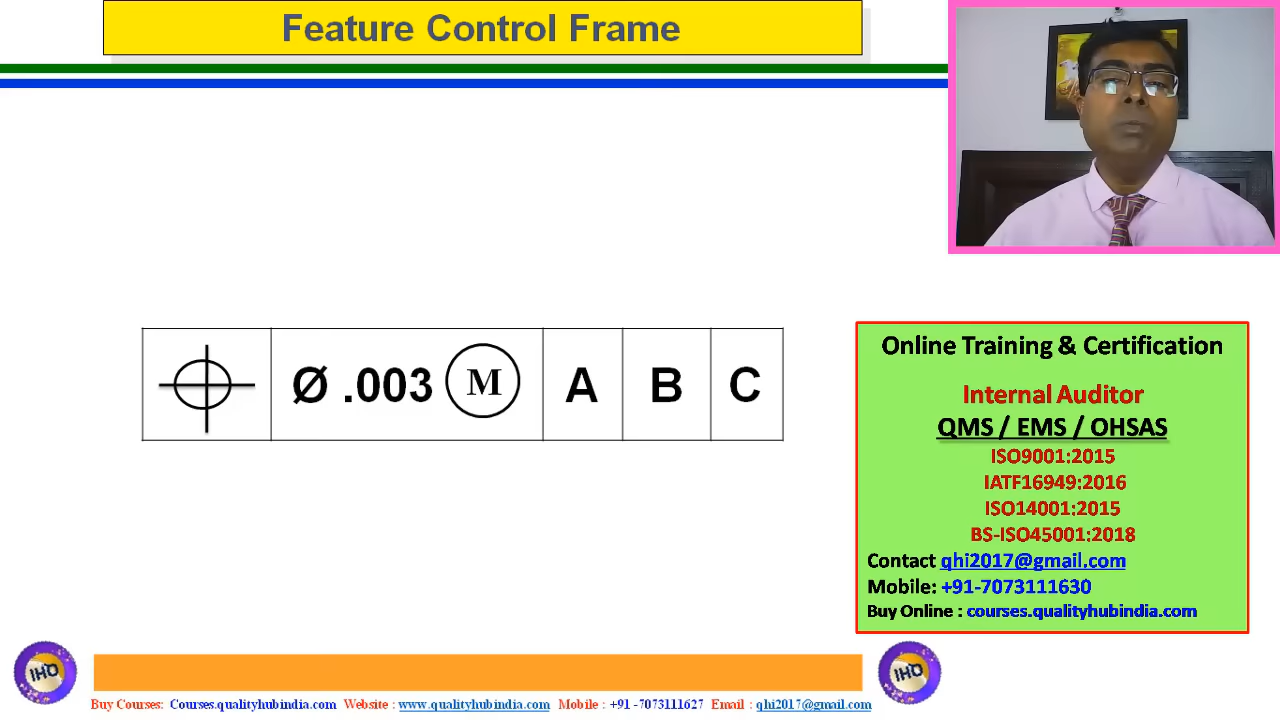 Feature Control Frame
Ø .003 M A B C
Online Training & Certification
Internal Auditor
QMS / EMS / OHSAS
ISO9001:2015
IATF16949:2016
ISO14001:2015
BS-ISO45001:2018
Contact qhi2017@gmail.com
Mobile: +91-7073111630
Buy Online : courses.qualityhubindia.com
IHO IHO
Buy Courses: Courses.qualityhubindia.com Website : www.qualityhubindia.com Mobile : +91 -7073111627 Email : qhi2017@gmail.com